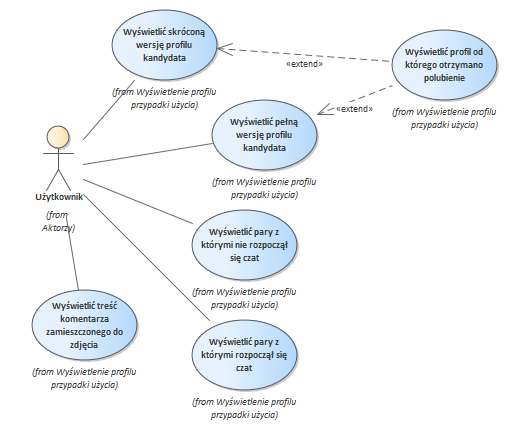 Wyświetlić skróconą
wersję profilu
kandydata
(from Wyświetlenie profilu
przypadki użycia)
«extend»
Wyświetlić profil od
którego otrzymano
polubienie
(from Wyświetlenie profilu
przypadki użycia)
«extend»
Wyświetlić pełną
wersję profilu
kandydata
(from Wyświetlenie profilu
przypadki użycia)
Użytkownik
(from
Aktorzy)
Wyświetlić pary z
którymi nie rozpoczął
się czat
(from Wyświetlenie profilu
przypadki użycia)
Wyświetlić treść
komentarza
zamieszczonego do
zdjęcia
(from Wyświetlenie profilu
przypadki użycia)
Wyświetlić pary z
którymi rozpoczął się
czat
(from Wyświetlenie profilu
przypadki użycia)